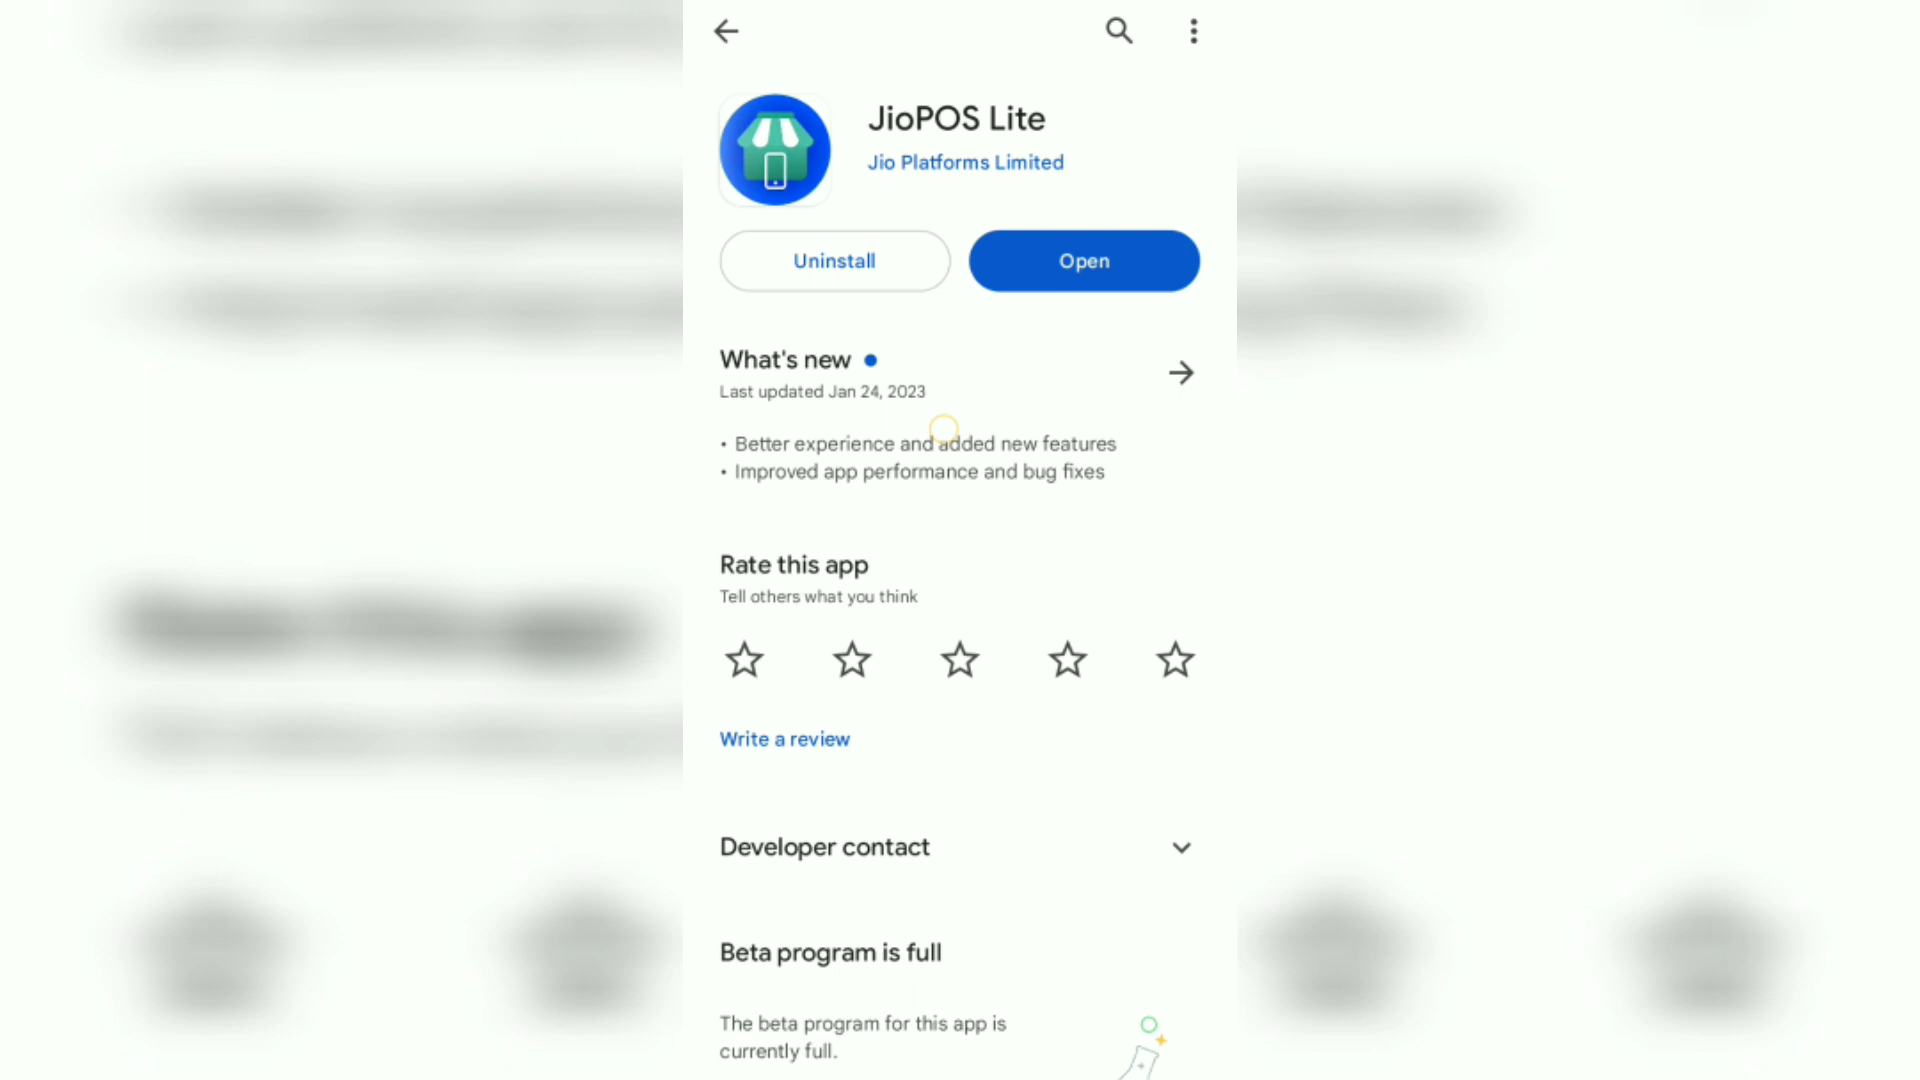 JioPOS Lite
Jio Platforms Limited
Uninstall
Open
What's new
Last updated Jan 24, 2023
• Better experience and added new features
• Improved app performance and bug fixes
Rate this app
Tell others what you think
Write a review
Developer contact
Beta program is full
The beta program for this app is
currently full.